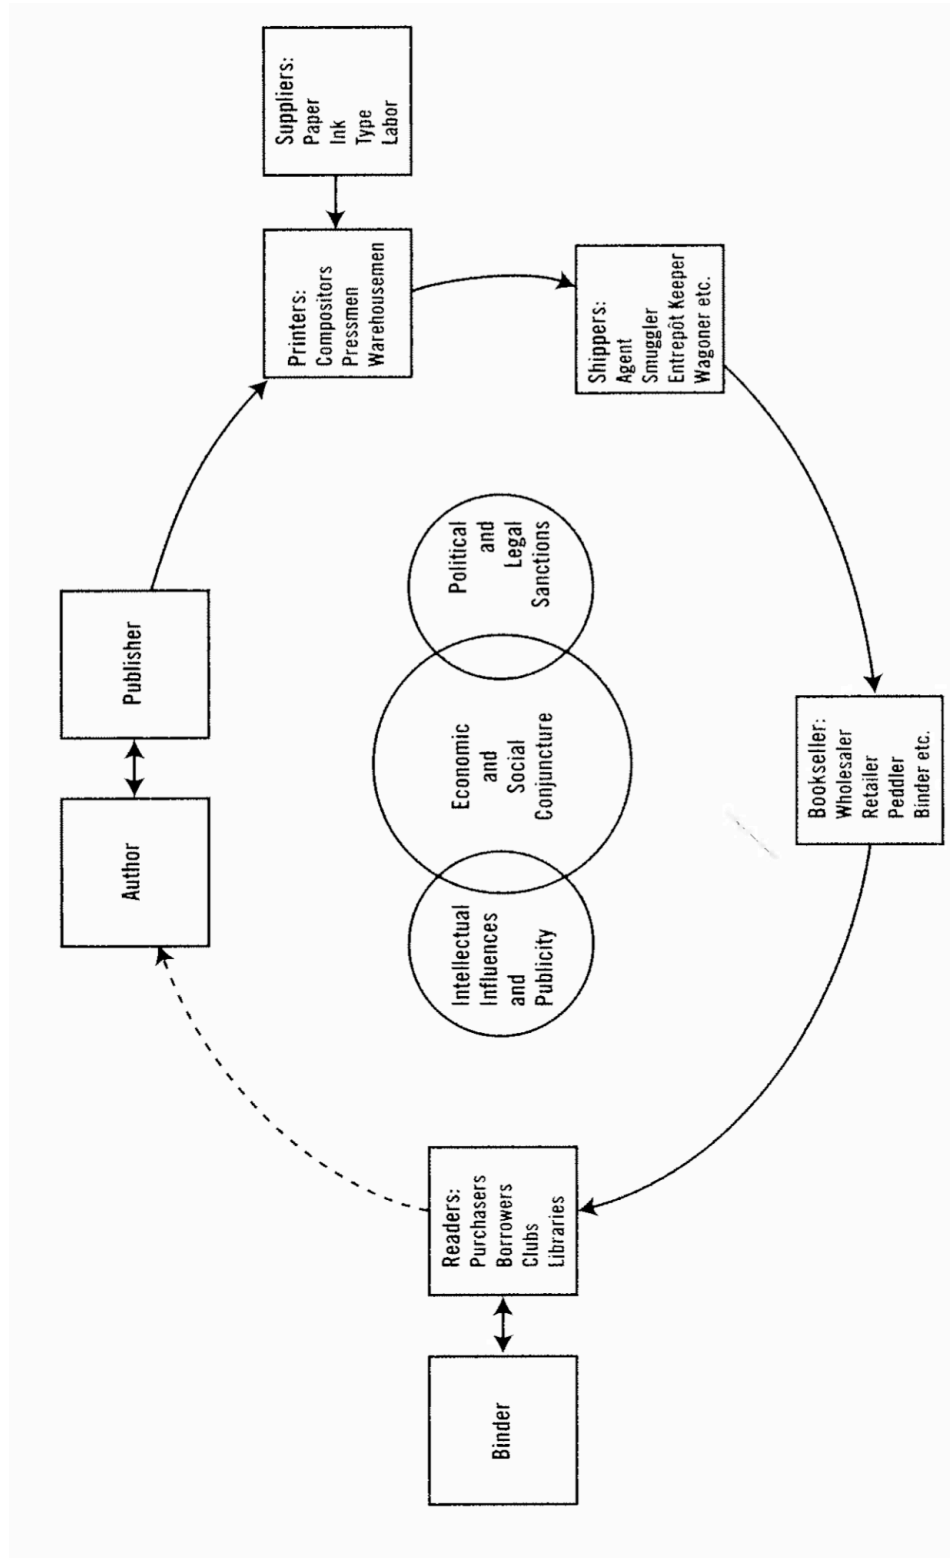 Author
Publisher
Printers:
Compositors
Pressmen
Warehousemen
Suppliers:
Paper
Ink
Type
Labor
Shippers:
Agent
Smuggler
Entrepôt Keeper
Wagoner etc.
Bookseller:
Wholesaler
Retailer
Peddler
Binder etc.
Readers:
Purchasers
Borrowers
Clubs
Libraries
Binder
Intellectual
Influences
and
Publicity
Economic
and
Social
Conjuncture
Political
and
Legal
Sanctions